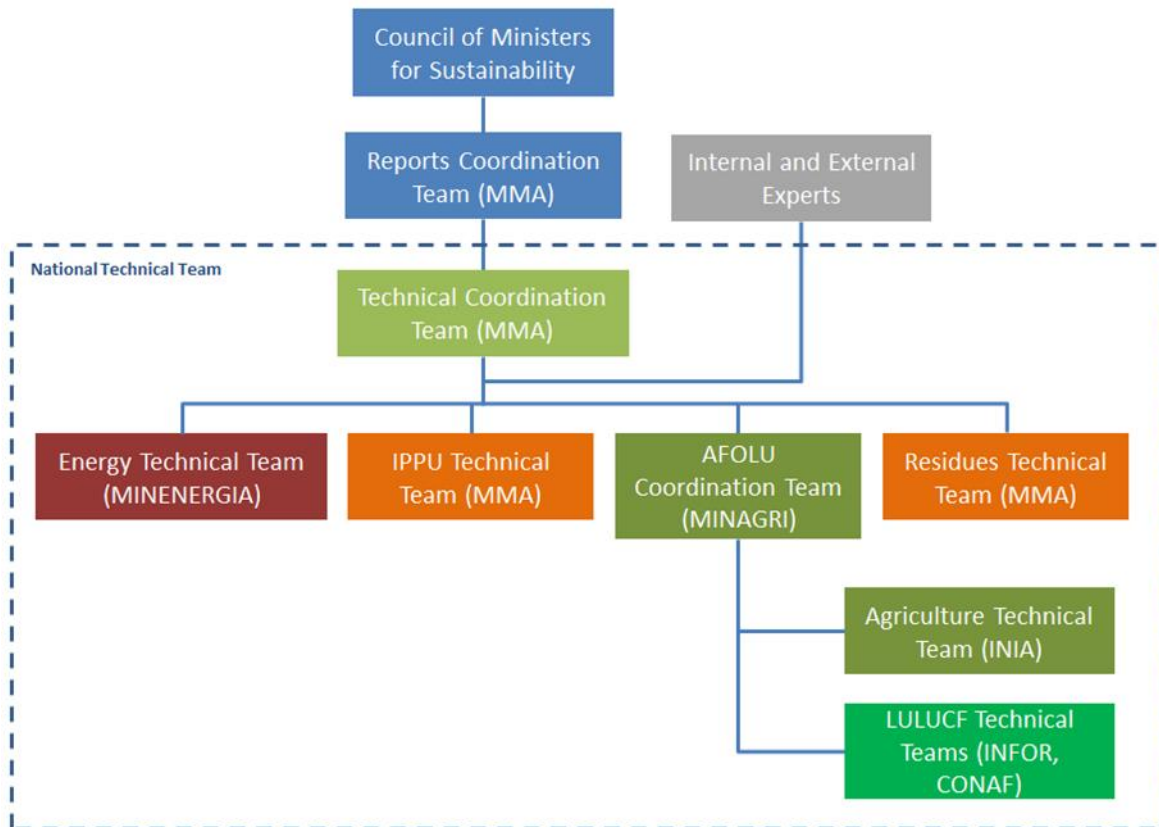 Council of Ministers
for Sustainability
Reports Coordination
Team (MMA)
Internal and External
Experts
National Technical Team
Technical Coordination
Team (MMA)
Energy Technical Team
(MINENERGIA)
IPPU Technical
Team (MMA)
AFOLU
Coordination Team
(MINAGRI)
Residues Technical
Team (MMA)
Agriculture Technical
Team (INIA)
LULUCF Technical
Teams (INFOR,
CONAF)